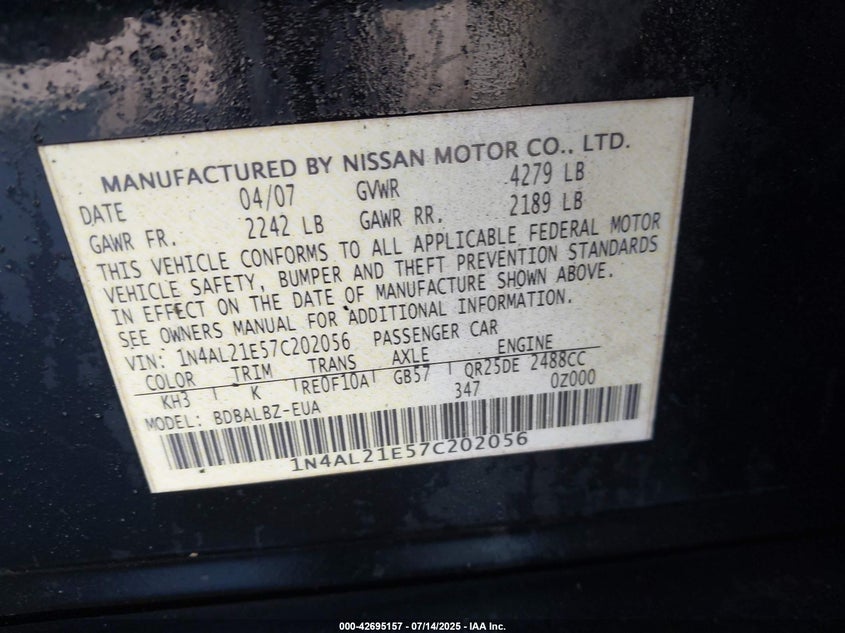 MANUFACTURED BY NISSAN MOTOR CO., LTD.
DATE 04/07 GVWR 4279 LB
GAWR FR. 2242 LB GAWR RR. 2189 LB
THIS VEHICLE CONFORMS TO ALL APPLICABLE FEDERAL MOTOR
VEHICLE SAFETY, BUMPER AND THEFT PREVENTION STANDARDS
IN EFFECT ON THE DATE OF MANUFACTURE SHOWN ABOVE.
SEE OWNERS MANUAL FOR ADDITIONAL INFORMATION.
VIN: 1N4AL21E57C202056 PASSENGER CAR
COLOR TRIM TRANS AXLE ENGINE
KH3 K RE0F10A GB57 QR25DE 2488CC
MODEL: BDBALBZ-EUA 347 0Z000
1N4AL21E57C202056
000-42695157 - 07/14/2025 - IAA Inc.